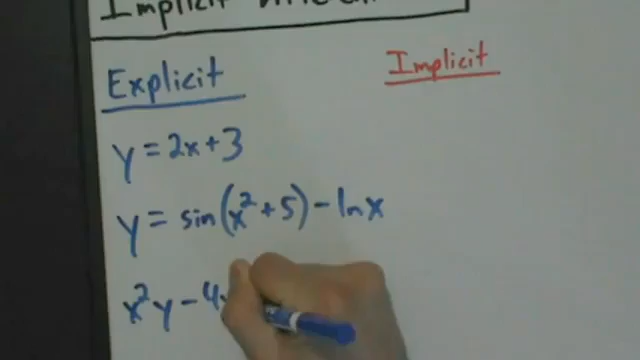 Implicit
Explicit
Implicit
y = 2x + 3
y = sin(x² + 5) - ln x
x²y - 4